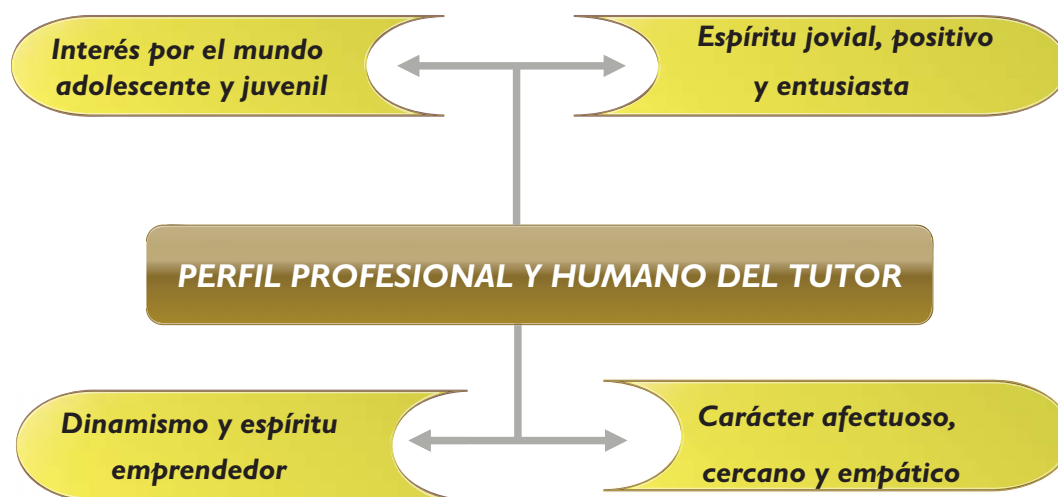 Interés por el mundo
adolescente y juvenil
Espíritu jovial, positivo
y entusiasta
PERFIL PROFESIONAL Y HUMANO DEL TUTOR
Dinamismo y espíritu
emprendedor
Carácter afectuoso,
cercano y empático